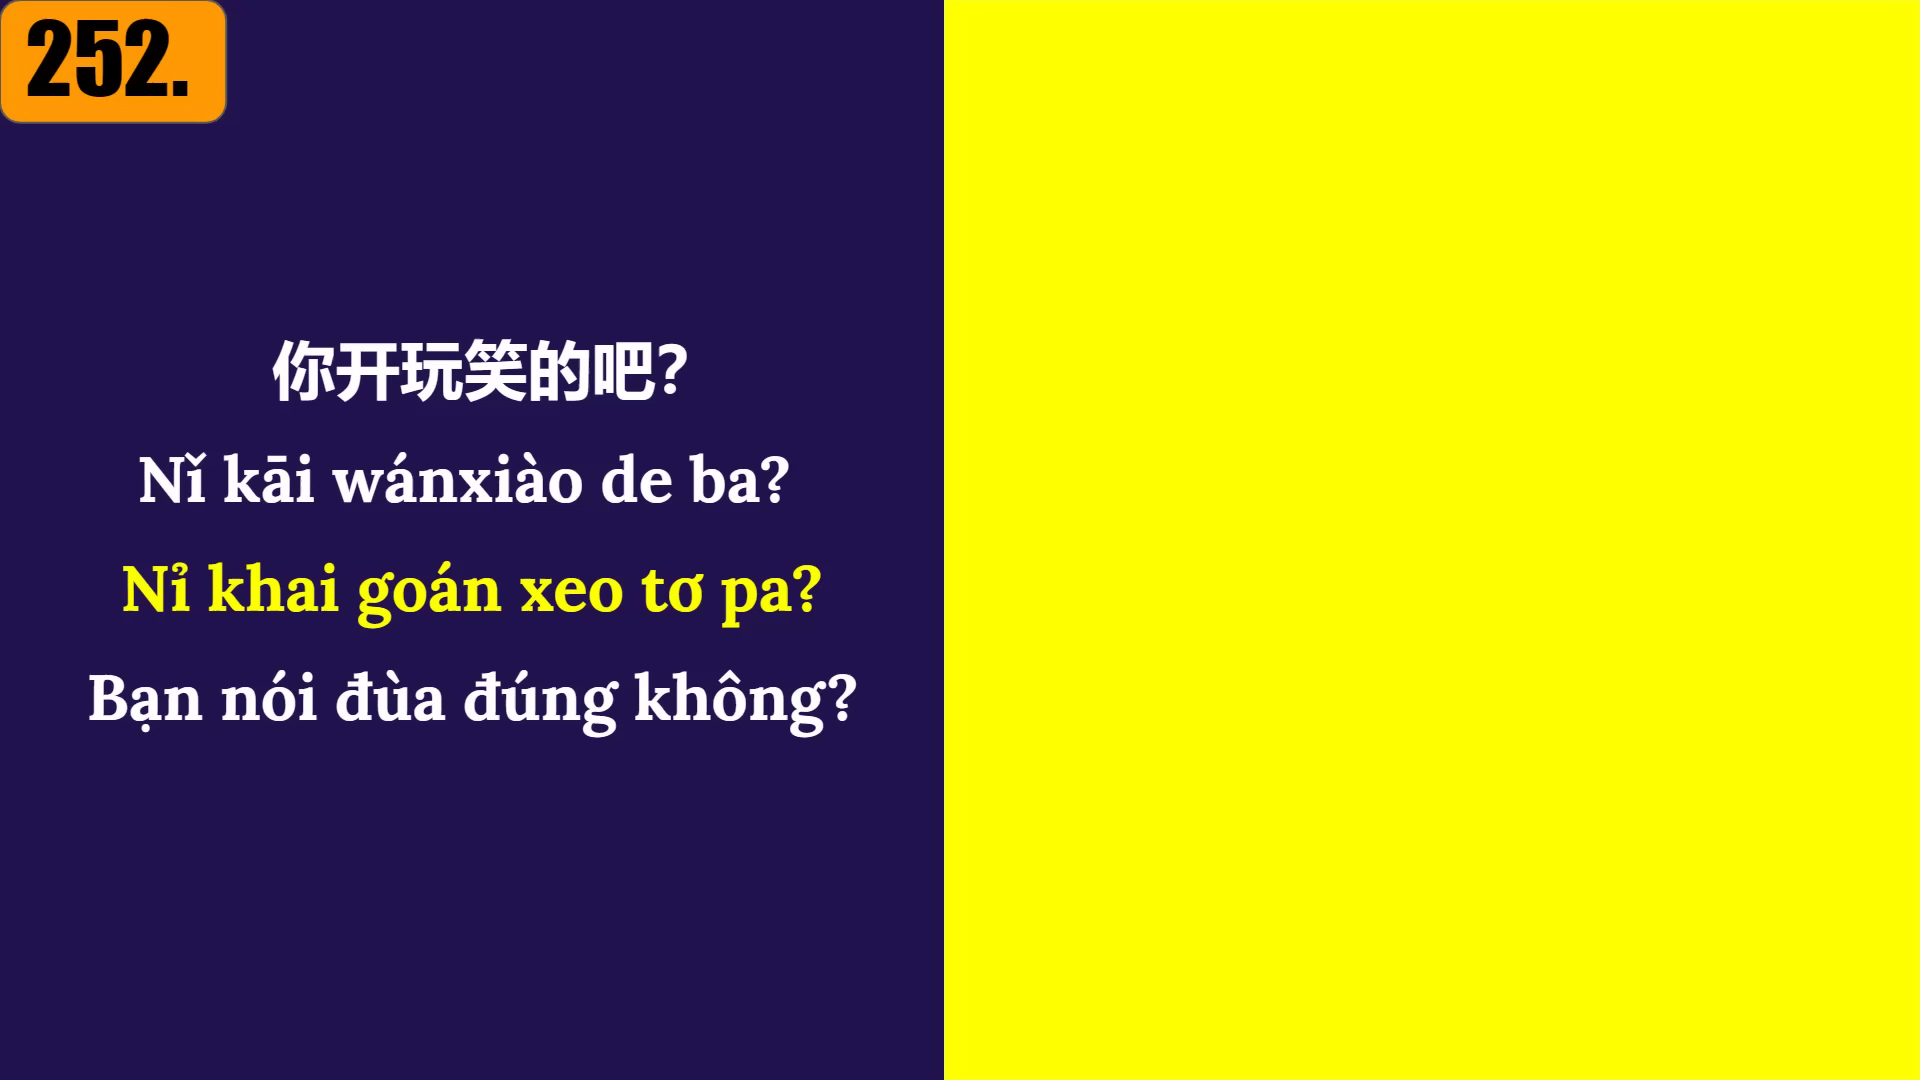 252.
你开玩笑的吧?
Nǐ kāi wánxiào de ba?
Nỉ khai goán xeo tơ pa?
Bạn nói đùa đúng không?